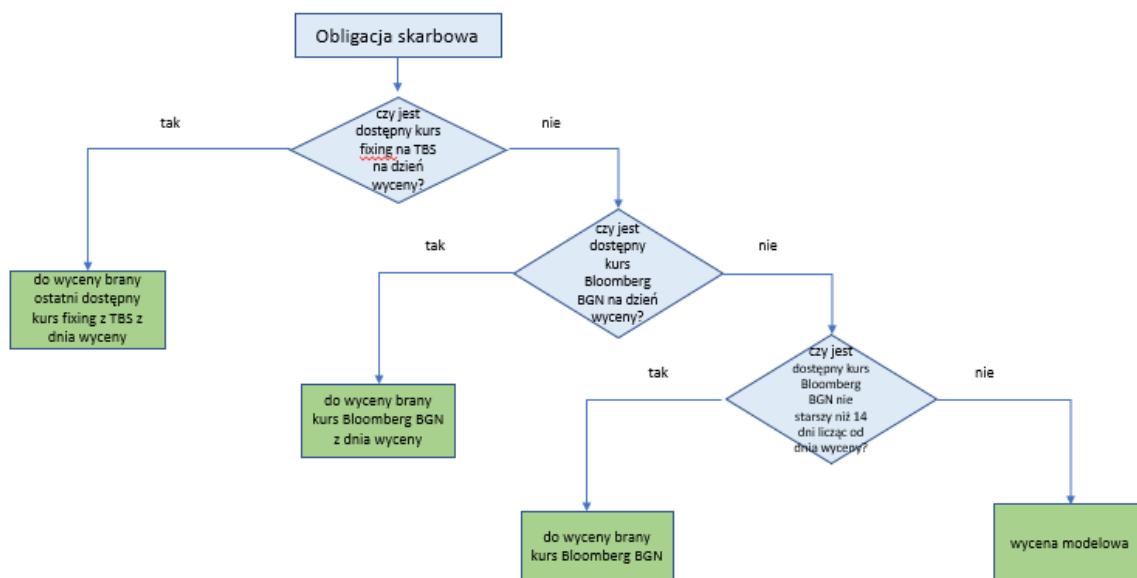 Obligacja skarbowa
czy jest
dostępny kurs
fixing na TBS
na dzień
wyceny?
tak
nie
do wyceny brany
ostatni dostępny
kurs fixing z TBS z
dnia wyceny
czy jest
dostępny
kurs
Bloomberg
BGN na dzień
wyceny?
tak
nie
do wyceny brany
kurs Bloomberg BGN
z dnia wyceny
czy jest
dostępny kurs
Bloomberg
BGN nie
starszy niż 14
dni licząc od
dnia wyceny?
tak
nie
do wyceny brany
kurs Bloomberg BGN
wycena modelowa